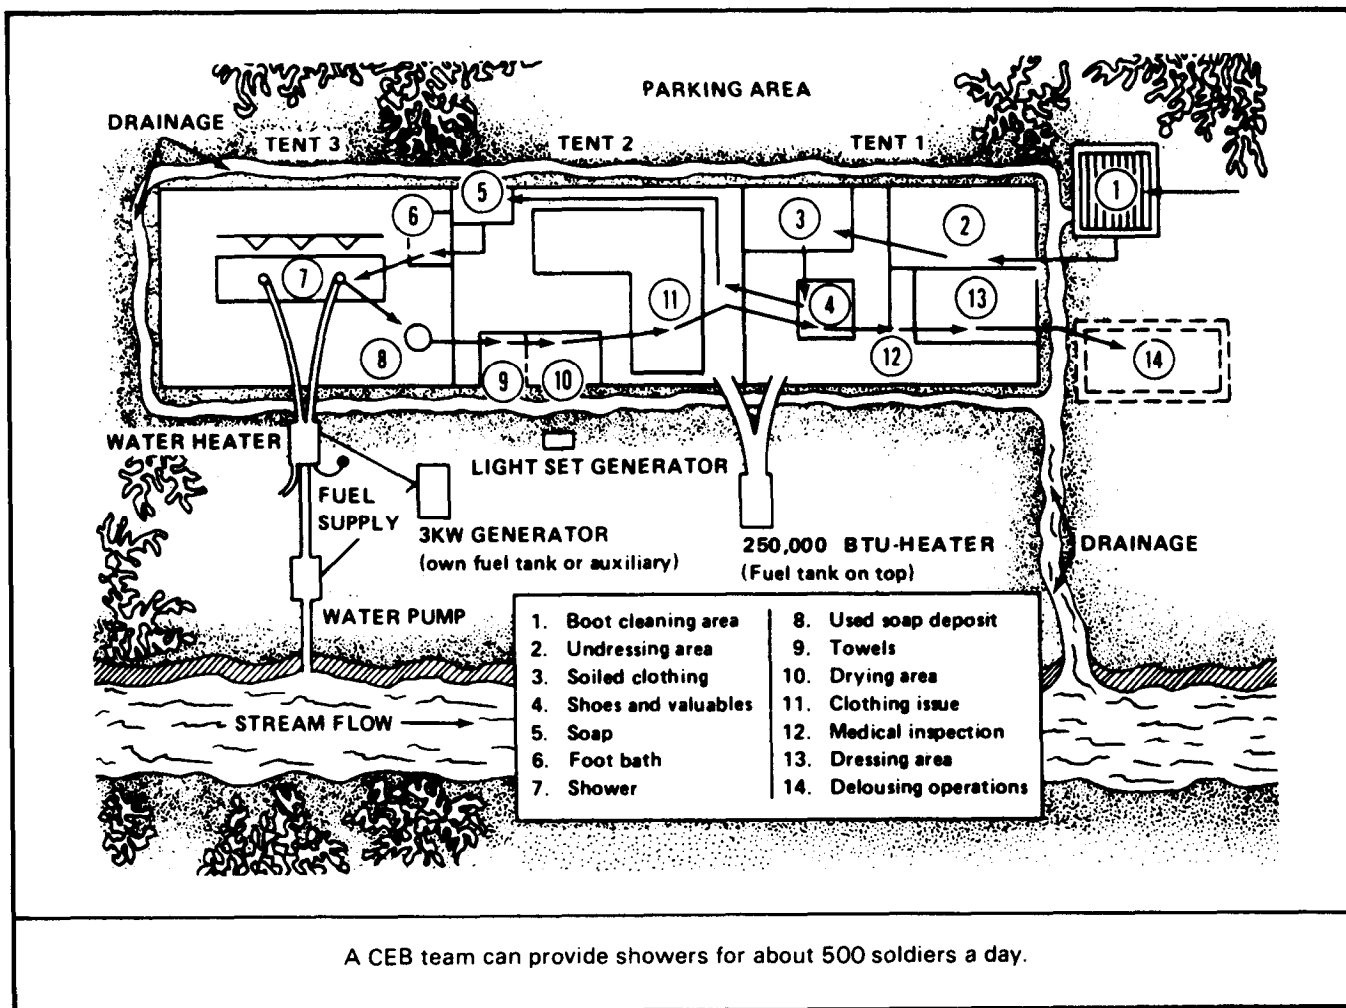 PARKING AREA
DRAINAGE
TENT 3
TENT 2
TENT 1
1
5
6
3
2
7
11
4
13
8
9
10
12
14
WATER HEATER
LIGHT SET GENERATOR
FUEL
SUPPLY
3KW GENERATOR
(own fuel tank or auxiliary)
250,000 BTU-HEATER
(Fuel tank on top)
DRAINAGE
WATER PUMP
STREAM FLOW
1. Boot cleaning area
2. Undressing area
3. Soiled clothing
4. Shoes and valuables
5. Soap
6. Foot bath
7. Shower
8. Used soap deposit
9. Towels
10. Drying area
11. Clothing issue
12. Medical inspection
13. Dressing area
14. Delousing operations
A CEB team can provide showers for about 500 soldiers a day.